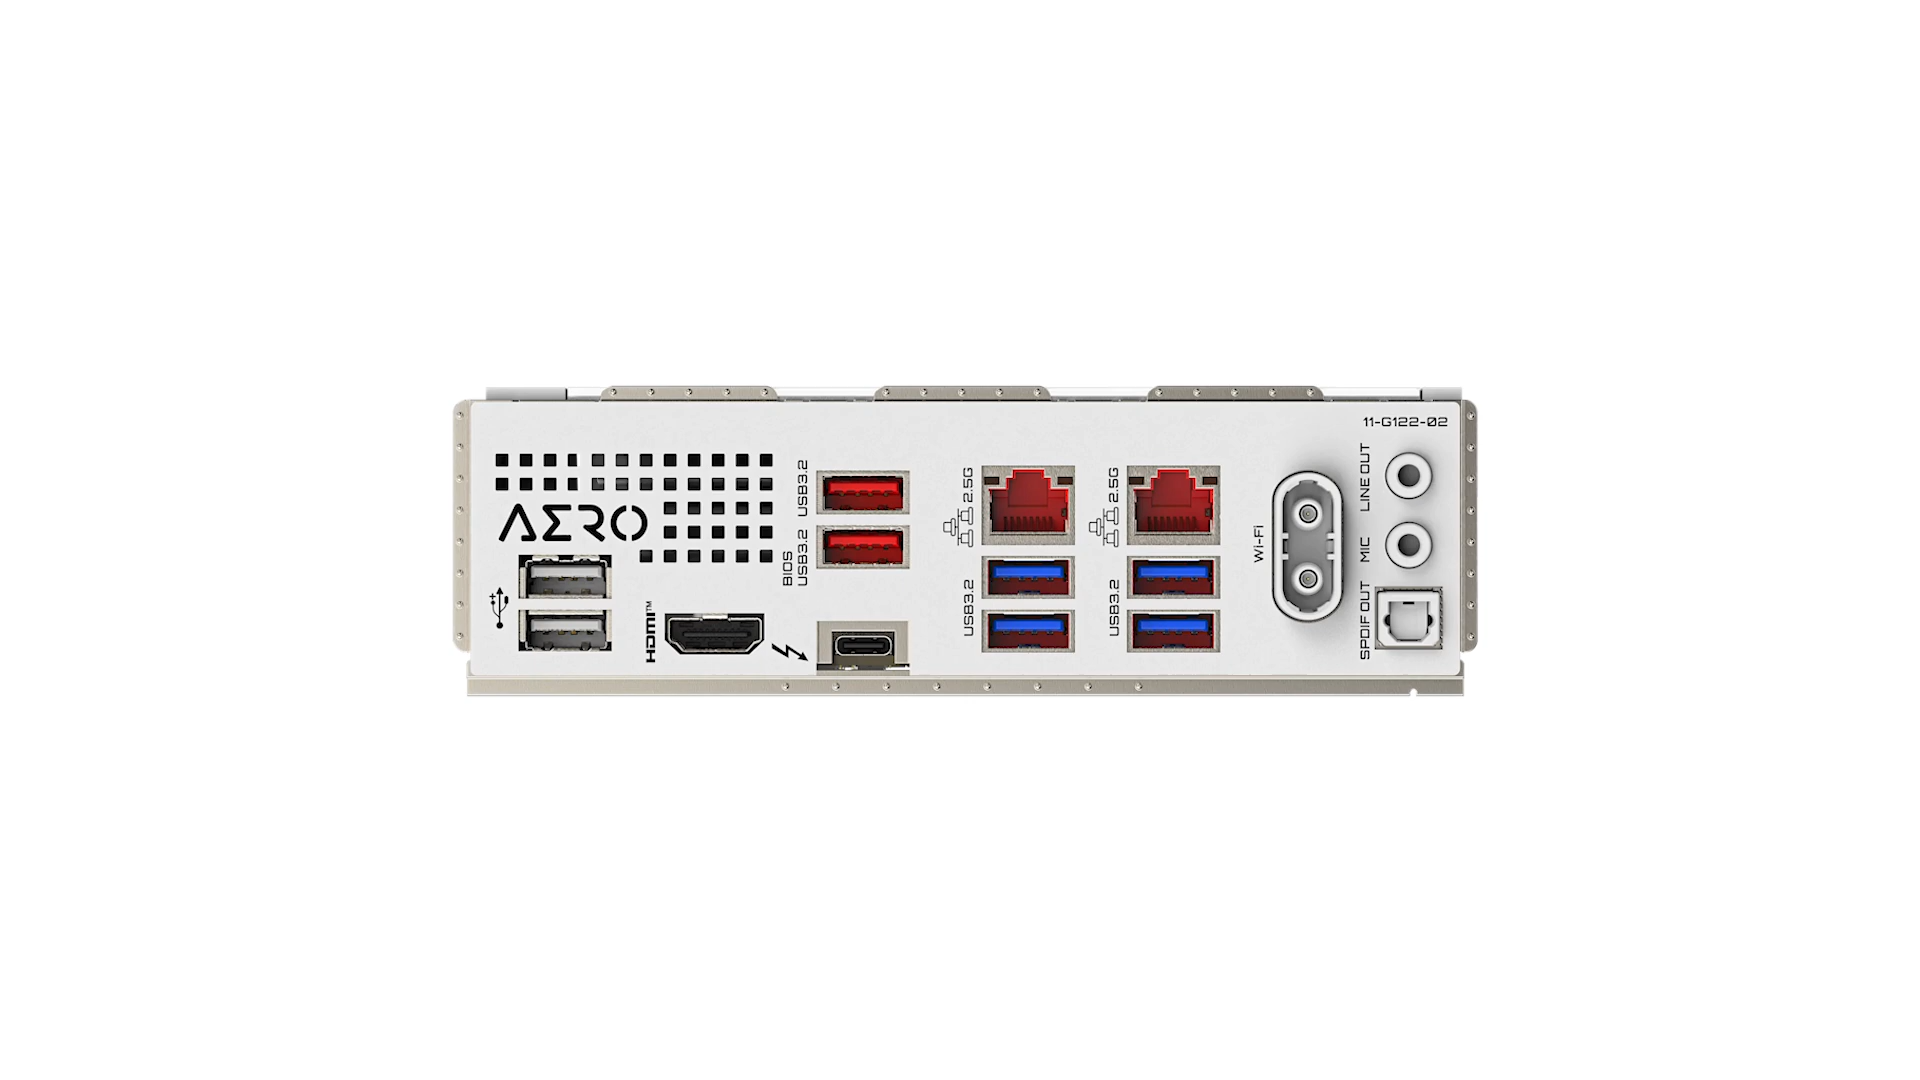 11-G122-02
AERO
USB3.2
BIOS
USB3.2
HDMI™
2.5G
USB3.2
2.5G
USB3.2
Wi-Fi
LINE OUT
MIC
SPDIF OUT